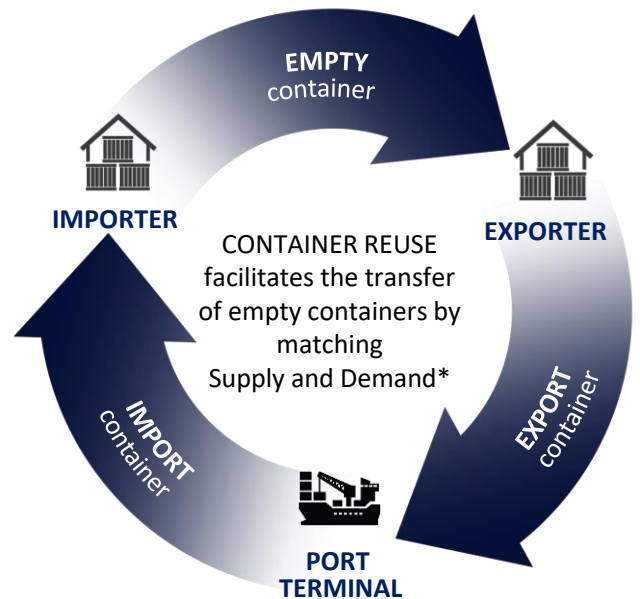 EMPTY
container
IMPORTER
EXPORTER
CONTAINER REUSE
facilitates the transfer
of empty containers by
matching
Supply and Demand*
IMPORT
container
EXPORT
container
PORT
TERMINAL